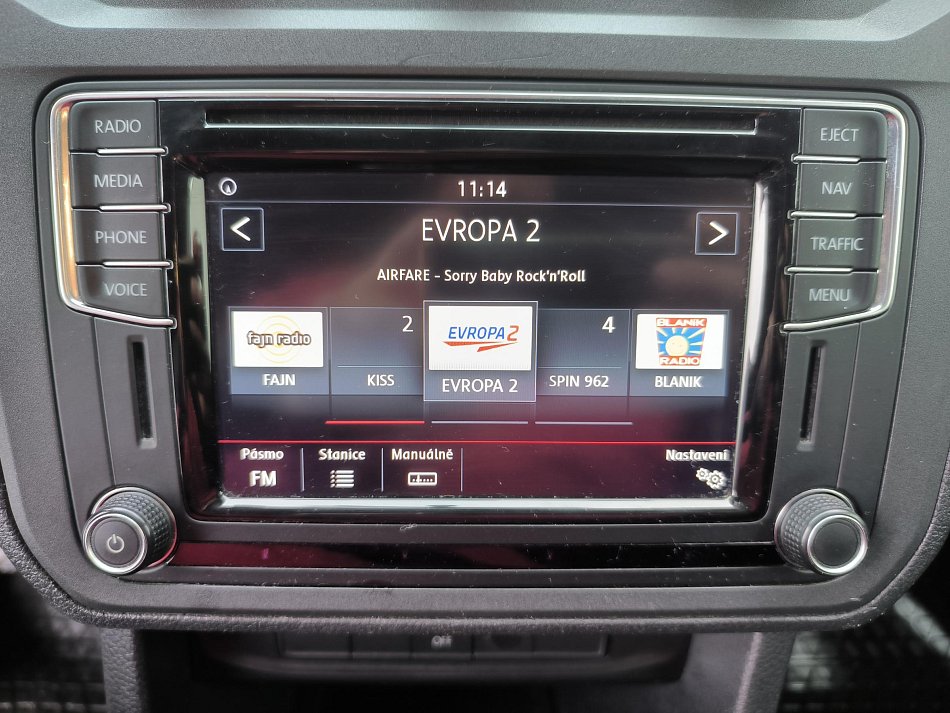 RADIO
MEDIA
PHONE
VOICE
EJECT
NAV
TRAFFIC
MENU
11:14
<
EVROPA 2
>
AIRFARE - Sorry Baby Rock'n'Roll
fajn radio
FAJN
2
KISS
EVROPA 2
EVROPA 2
4
SPIN 962
BLANIK
RADIO
BLANIK
Pásmo
FM
Stanice
Manuálně
Nastavení
Off